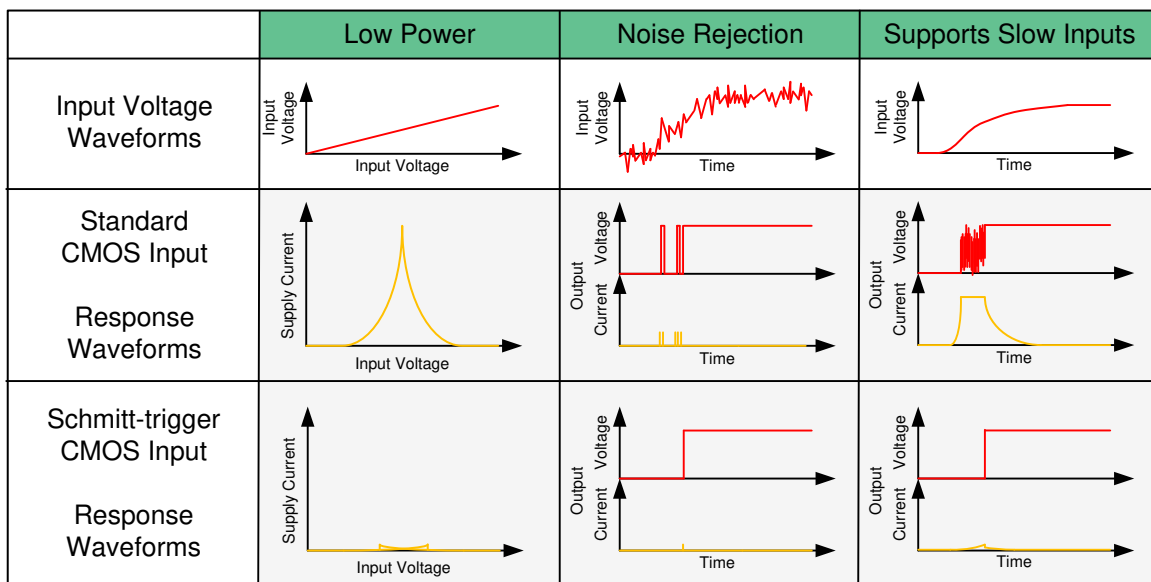 Low Power
Noise Rejection
Supports Slow Inputs
Input Voltage
Waveforms
Input
Voltage
Input Voltage
Input
Voltage
Time
Input
Voltage
Time
Standard
CMOS Input
Response
Waveforms
Supply Current
Input Voltage
Output
Voltage
Current
Time
Output
Voltage
Current
Time
Schmitt-trigger
CMOS Input
Response
Waveforms
Supply Current
Input Voltage
Output
Voltage
Current
Time
Output
Voltage
Current
Time